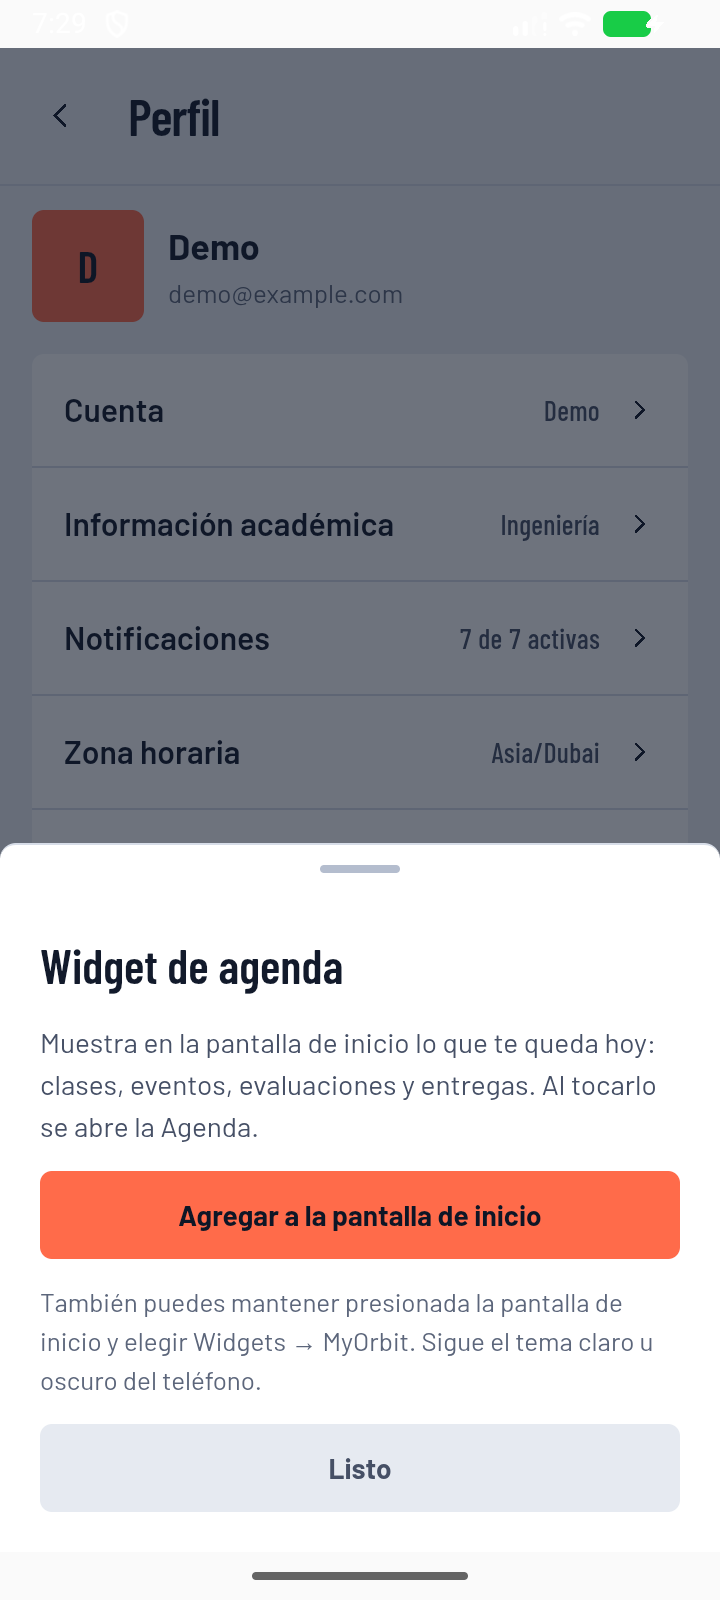 7:29
Perfil
D
Demo
demo@example.com
Cuenta
Demo
Información académica
Ingeniería
Notificaciones
7 de 7 activas
Zona horaria
Asia/Dubai
Widget de agenda
Muestra en la pantalla de inicio lo que te queda hoy:
clases, eventos, evaluaciones y entregas. Al tocarlo
se abre la Agenda.
Agregar a la pantalla de inicio
También puedes mantener presionada la pantalla de
inicio y elegir Widgets → MyOrbit. Sigue el tema claro u
oscuro del teléfono.
Listo